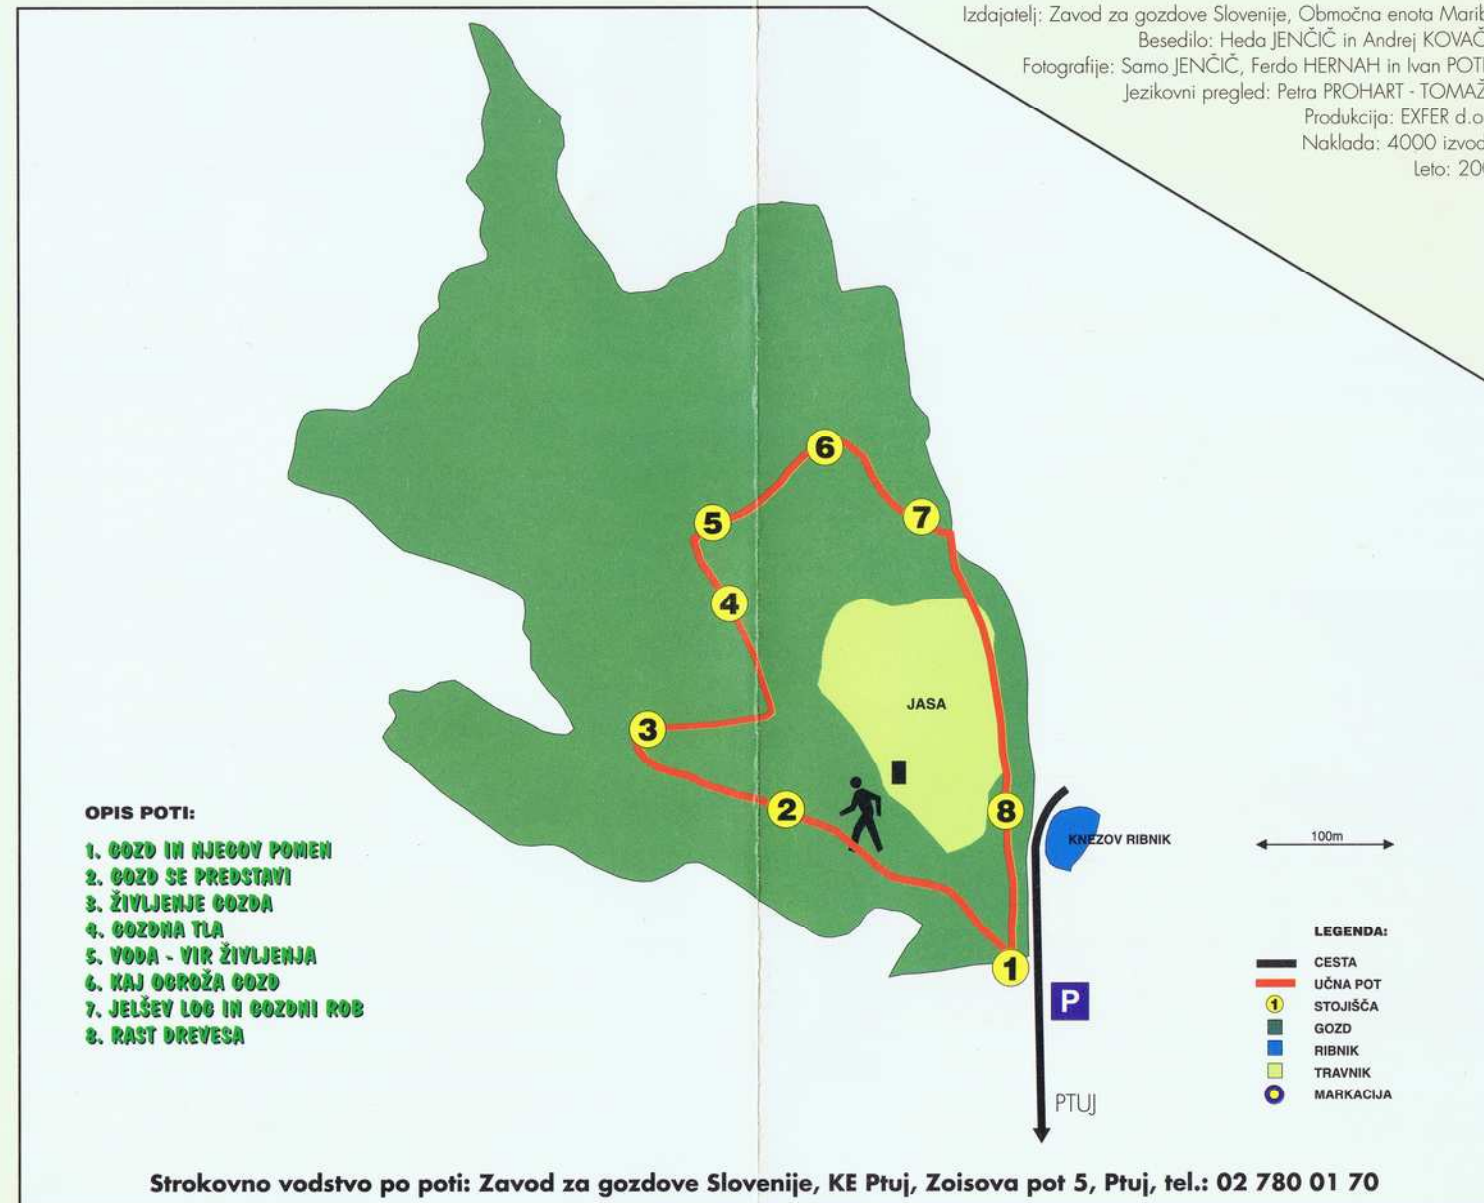 Izdajatelj: Zavod za gozdove Slovenije, Območna enota
Besedilo: Heda JENČIČ in Andrej
Fotografije: Samo JENČIČ, Ferdo HERNAH in Ivan
Jezikovni pregled: Petra PROHART -
Produkcija: EXFER
Naklada: 4000
Leto:
6
5
7
4
JASA
3
2
8
KNEZOV RIBNIK
100m
1
P
PTUJ
OPIS POTI:
1. GOZD IN NJEGOV POMEN
2. GOZD SE PREDSTAVI
3. ŽIVLJENJE GOZDA
4. GOZDNA TLA
5. VODA - VIR ŽIVLJENJA
6. KAJ OGROŽA GOZD
7. JELŠEV LOG IN GOZDNI ROB
8. RAST DREVESA
LEGENDA:
CESTA
UČNA POT
1 STOJIŠČA
GOZD
RIBNIK
TRAVNIK
MARKACIJA
Strokovno vodstvo po poti: Zavod za gozdove Slovenije, KE Ptuj, Zoisova pot 5, Ptuj, tel.: 02 780 01 70